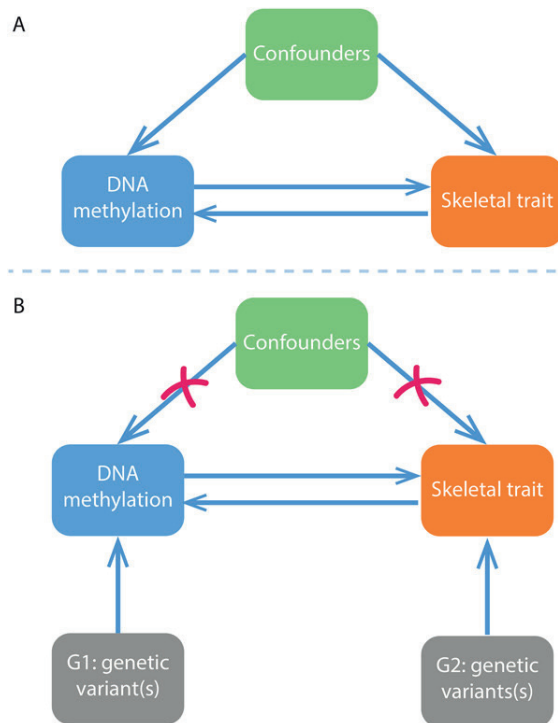 A
Confounders
DNA
methylation
Skeletal trait
B
Confounders
DNA
methylation
Skeletal trait
G1: genetic
variant(s)
G2: genetic
variants(s)